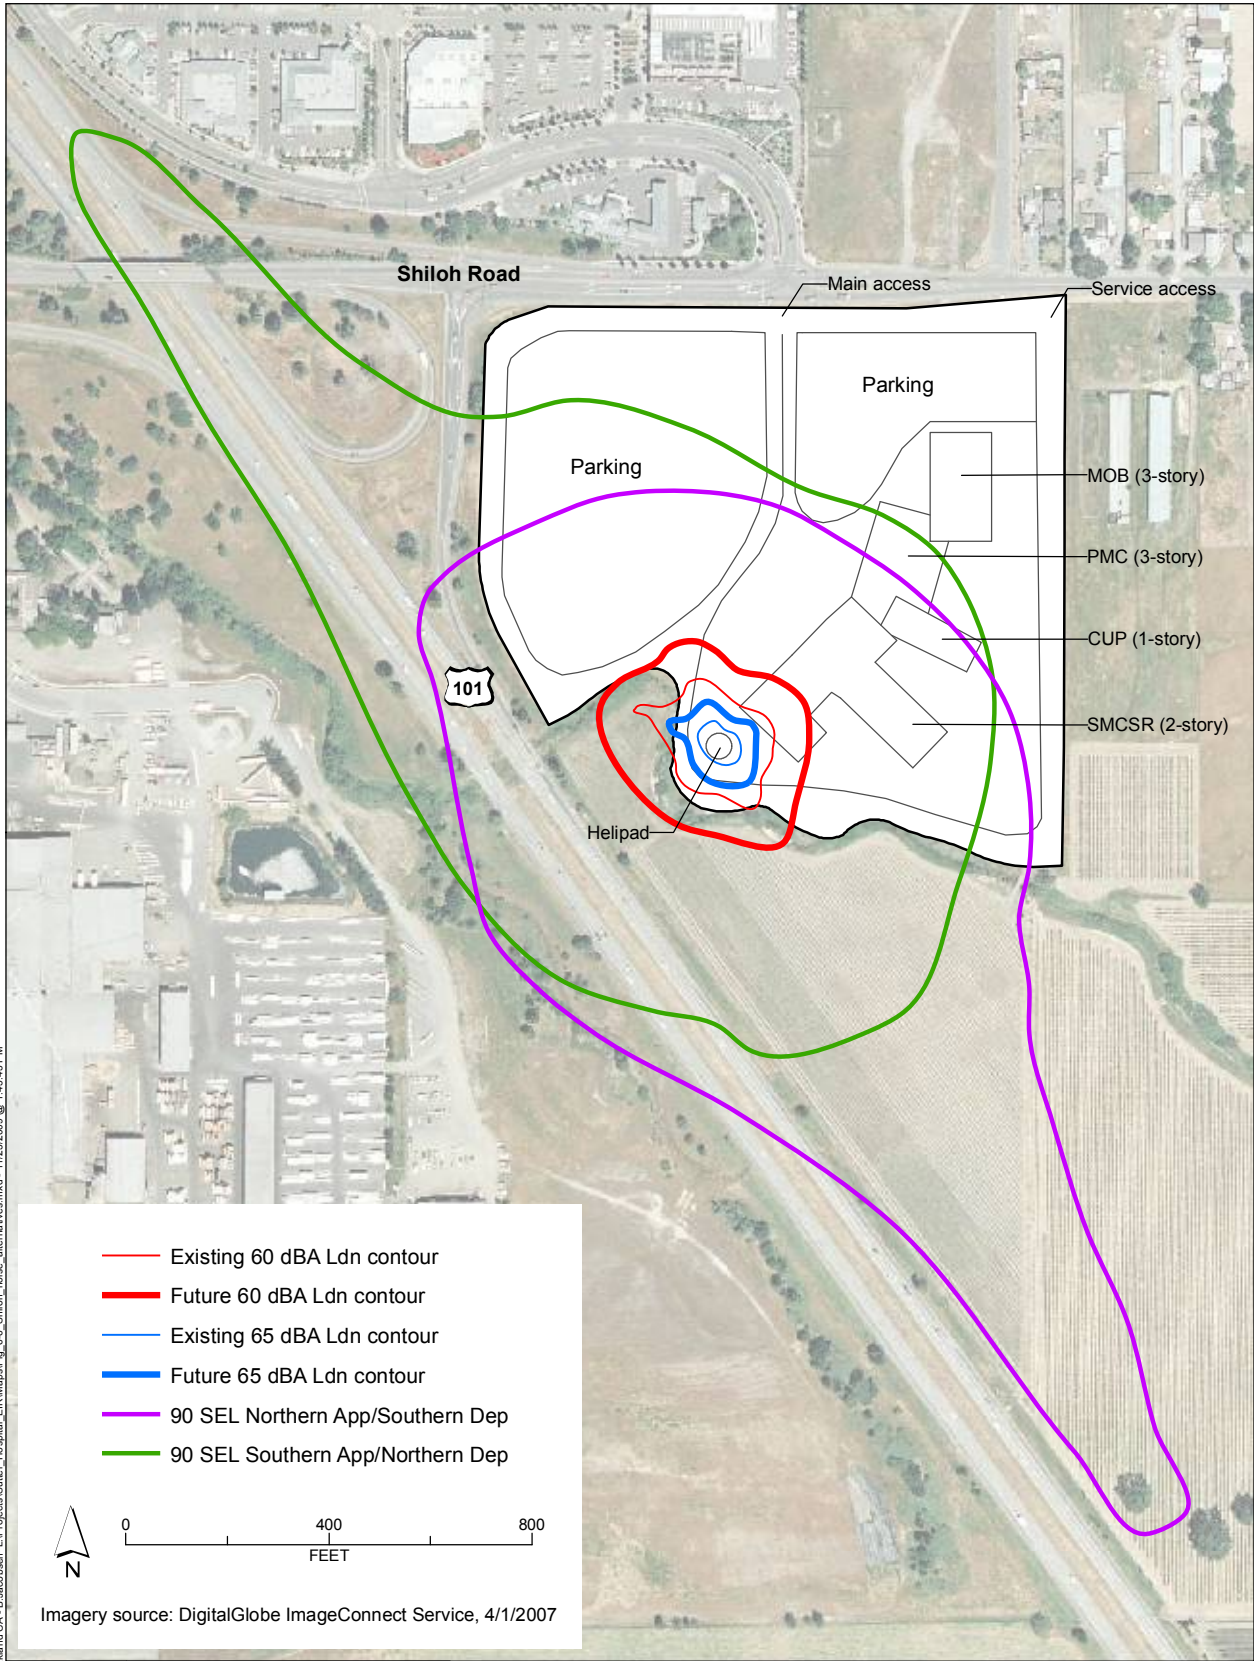 Shiloh Road
Main access
Service access
Parking
Parking
MOB (3-story)
PMC (3-story)
CUP (1-story)
101
SMCSR (2-story)
Helipad
Existing 60 dBA Ldn contour
Future 60 dBA Ldn contour
Existing 65 dBA Ldn contour
Future 65 dBA Ldn contour
90 SEL Northern App/Southern Dep
90 SEL Southern App/Northern Dep
0 400 800
FEET
N
Imagery source: DigitalGlobe ImageConnect Service, 4/1/2007